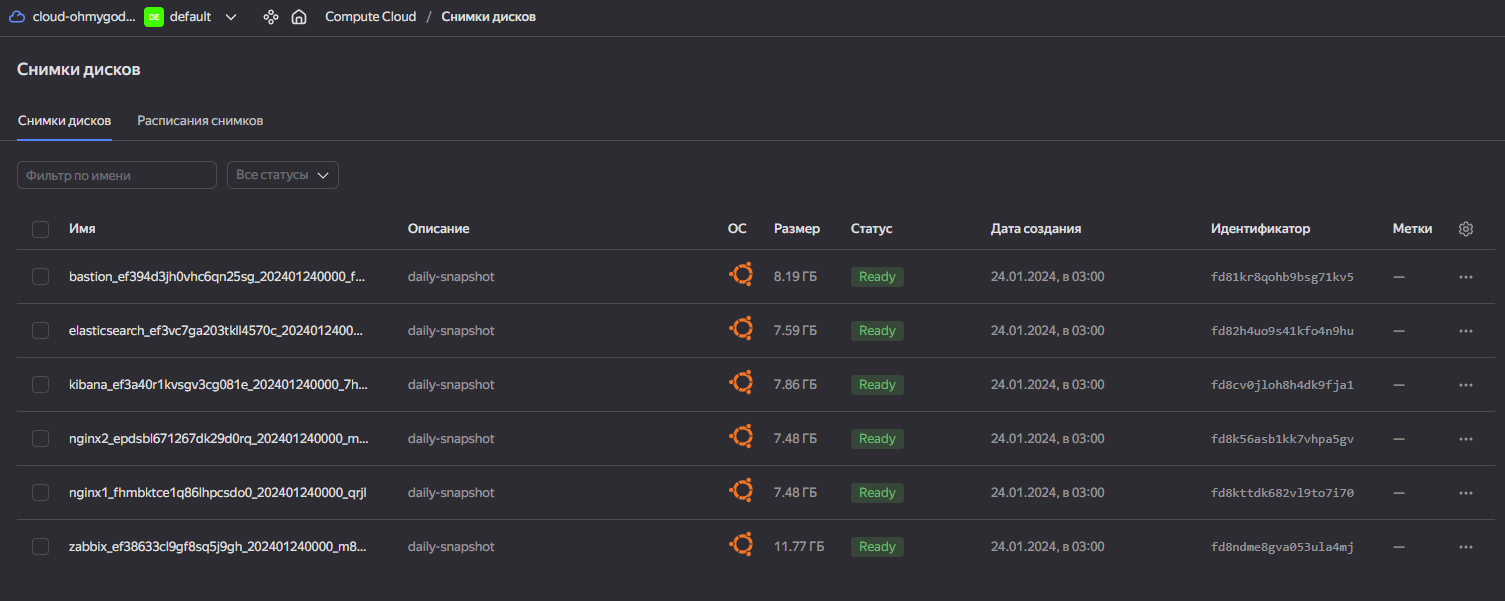 cloud-ohmygod... DE default Compute Cloud / Снимки дисков
Снимки дисков
Снимки дисков Расписания снимков
Фильтр по имени Все статусы
Имя Описание ОС Размер Статус Дата создания Идентификатор Метки
bastion_ef394d3jh0vhc6qn25sg_202401240000_f... daily-snapshot 8.19 ГБ Ready 24.01.2024, в 03:00 fd81kr8qohb9bsg71kv5 —
elasticsearch_ef3vc7ga203tkll4570c_2024012400... daily-snapshot 7.59 ГБ Ready 24.01.2024, в 03:00 fd82h4uo9s41kfo4n9hu —
kibana_ef3a40r1kvsgv3cg081e_202401240000_7h... daily-snapshot 7.86 ГБ Ready 24.01.2024, в 03:00 fd8cv0jloh8h4dk9fja1 —
nginx2_epdsbl671267dk29d0rq_202401240000_m... daily-snapshot 7.48 ГБ Ready 24.01.2024, в 03:00 fd8k56asb1kk7vhpa5gv —
nginx1_fhmbktce1q86lhpcsdo0_202401240000_qrjl daily-snapshot 7.48 ГБ Ready 24.01.2024, в 03:00 fd8kttdk682vl9to7i70 —
zabbix_ef38633cl9gf8sq5j9gh_202401240000_m8... daily-snapshot 11.77 ГБ Ready 24.01.2024, в 03:00 fd8ndme8gva053ula4mj —